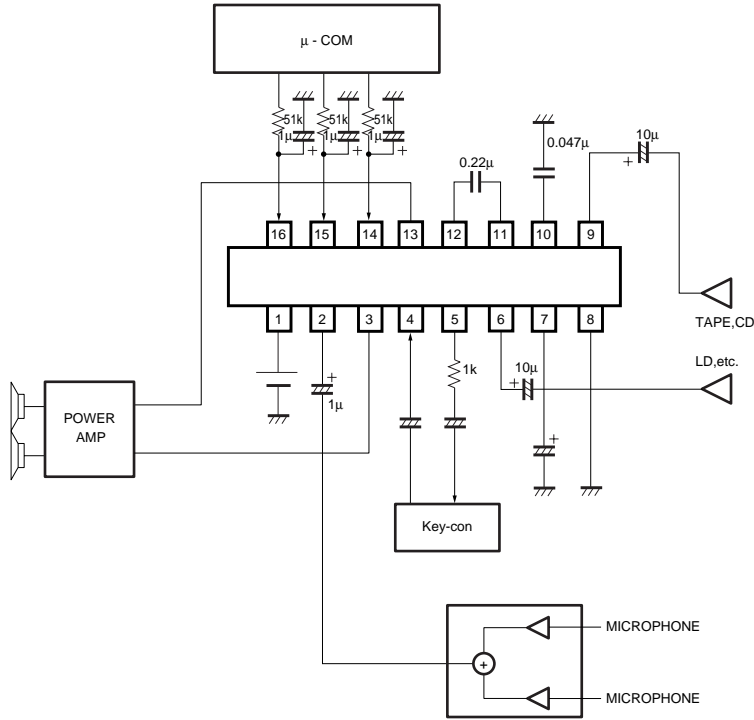 μ - COM
51k 51k 51k
1μ 1μ 1μ
+ + +
10μ
+
0.047μ
0.22μ
16 15 14 13 12 11 10 9
TAPE,CD
1 2 3 4 5 6 7 8
LD,etc.
+
1μ
1k
10μ
+
+
POWER
AMP
Key-con
MICROPHONE
+
MICROPHONE